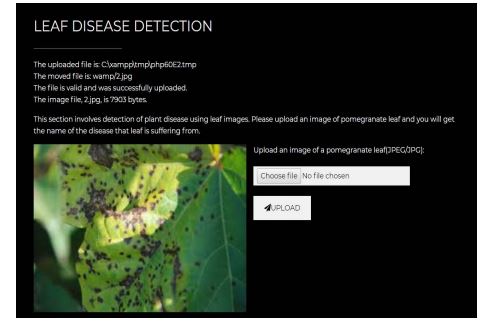 LEAF DISEASE DETECTION
The uploaded file is: C:\xampp\tmp\php60E2.tmp
The moved file is: wamp/2.jpg
The file is valid and was successfully uploaded.
The image file, 2.jpg, is 7903 bytes.
This section involves detection of plant disease using leaf images. Please upload an image of pomegranate leaf and you will get
the name of the disease that leaf is suffering from.
Upload an image of a pomegranate leaf(JPEG/JPG):
Choose file No file chosen
UPLOAD